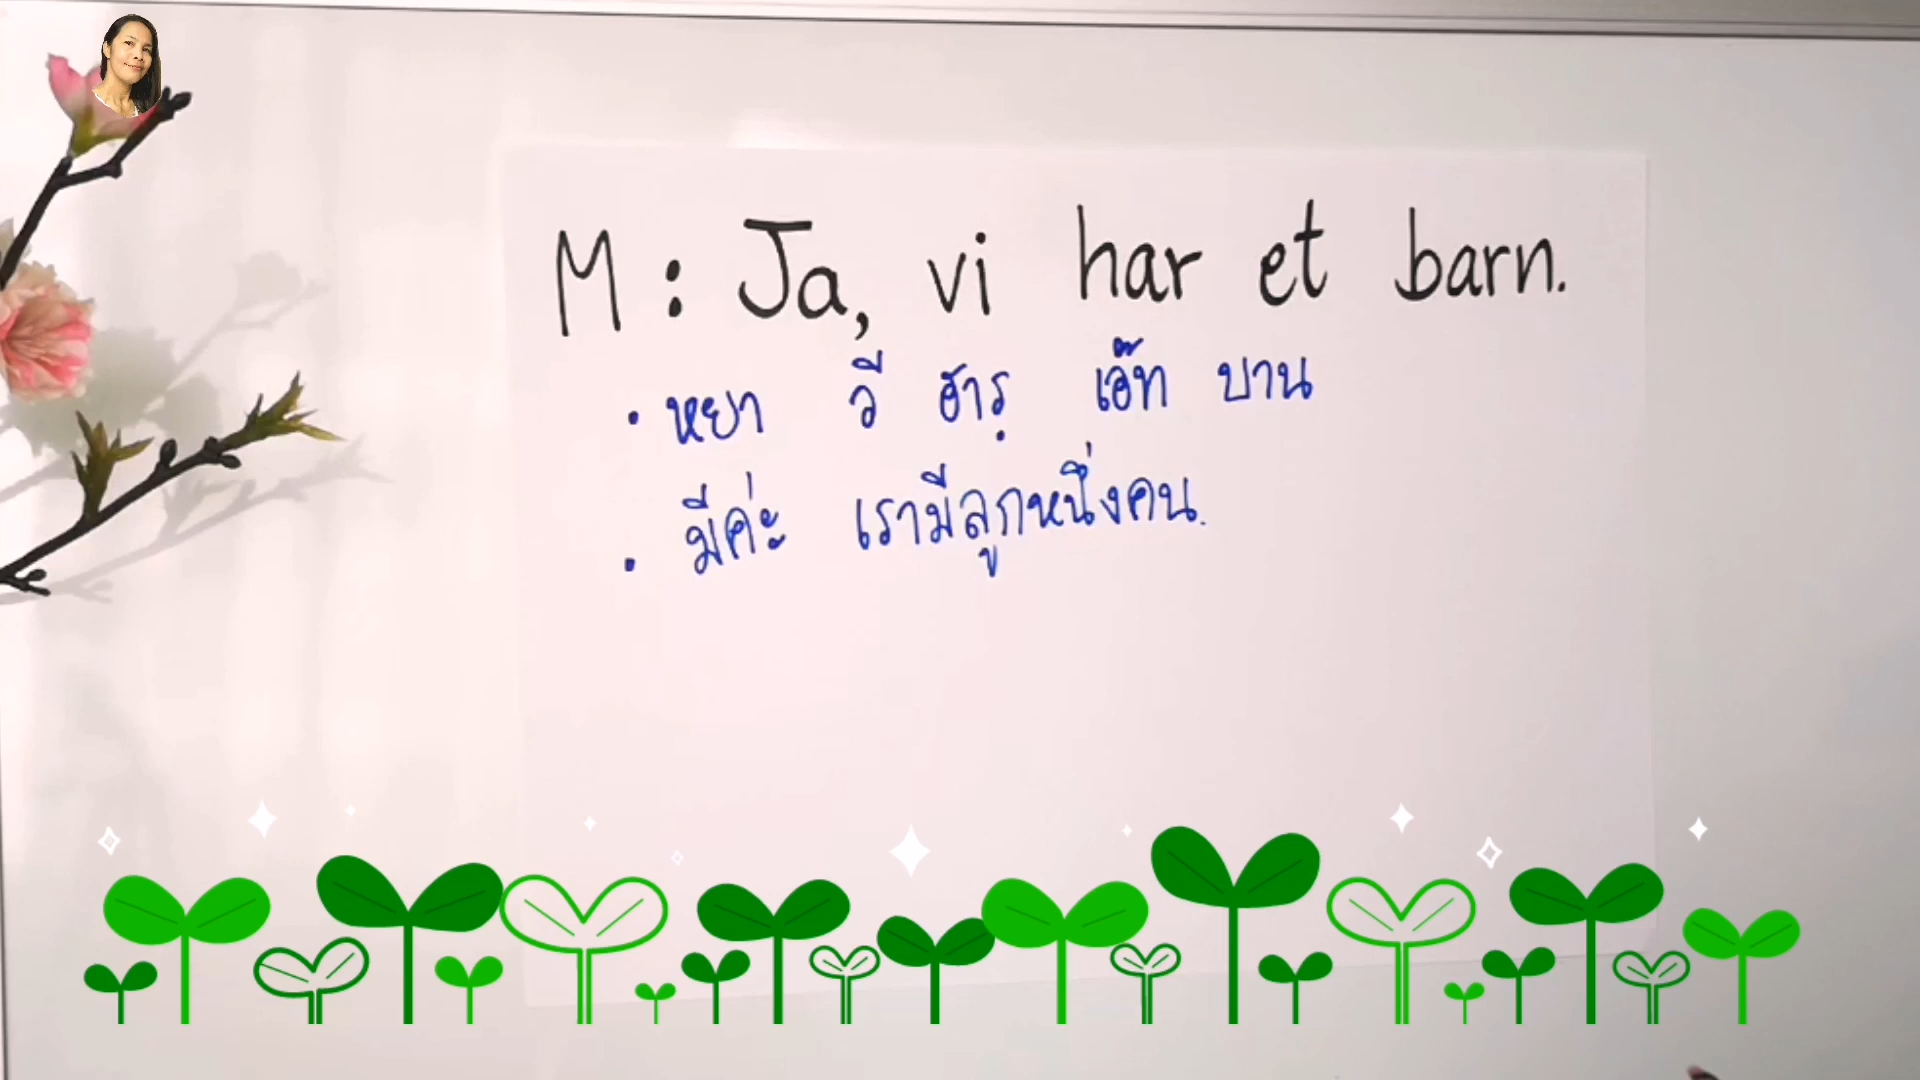 M : Ja, vi har et barn.
• หยา วี ฮารฺ เอ๊ท บาน
• มีค่ะ เรามีลูกหนึ่งคน.